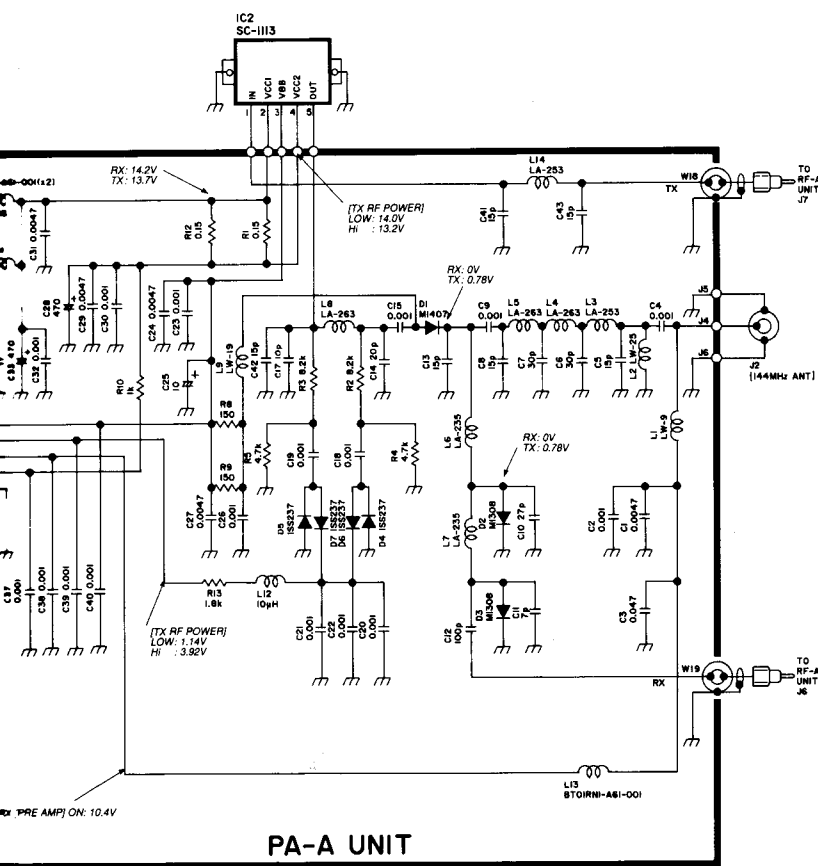 IC2
SC-1113
IN
VCC1
VBB
VCC2
OUT
1 2 3 4 5
RX: 14.2V
TX: 13.7V
[TX RF POWER]
LOW: 14.0V
HI : 13.2V
L14
LA-253
W18
TX
TO
RF-A
UNIT
J7
C41
15p
C43
15p
C31 0.0047
R12
0.15
R1
0.15
C28
470
C29 0.0047
C30 0.001
C24 0.0047
C23 0.001
C33 470
C32 0.001
R10
1k
C25
10
L9
LW-19
C42 15p
C17 10p
L8
LA-263
R3 8.2k
R2 8.2k
C14 20p
C15
0.001
D1
MI407
RX: 0V
TX: 0.78V
C13
15p
C9
0.001
C8
15p
L5
LA-263
C7
30p
L4
LA-263
C6
30p
L3
LA-253
C5
15p
L2 LW-25
C4
0.001
J5
J4
J6
J2
(144MHz ANT)
R8
150
R9
150
R5
4.7k
C19
0.001
C18
0.001
R4
4.7k
L6
LA-235
RX: 0V
TX: 0.78V
L1
LW-9
C27
0.0047
C26
0.001
D5
ISS237
D7 ISS237
D6 ISS237
D4 ISS237
L7
LA-235
D2
MI308
C10 27p
C2
0.001
C1
0.0047
C37
0.001
C38 0.001
C39 0.001
C40 0.001
R13
1.8k
L12
10µH
[TX RF POWER]
LOW: 1.14V
HI : 3.92V
C21
0.001
C22
0.001
C20
0.001
C12
100p
D3
MI308
C11
7p
C3
0.047
W19
RX
TO
RF-A
UNIT
J6
L13
BT01RN1-A61-001
[PRE AMP] ON: 10.4V
PA-A UNIT